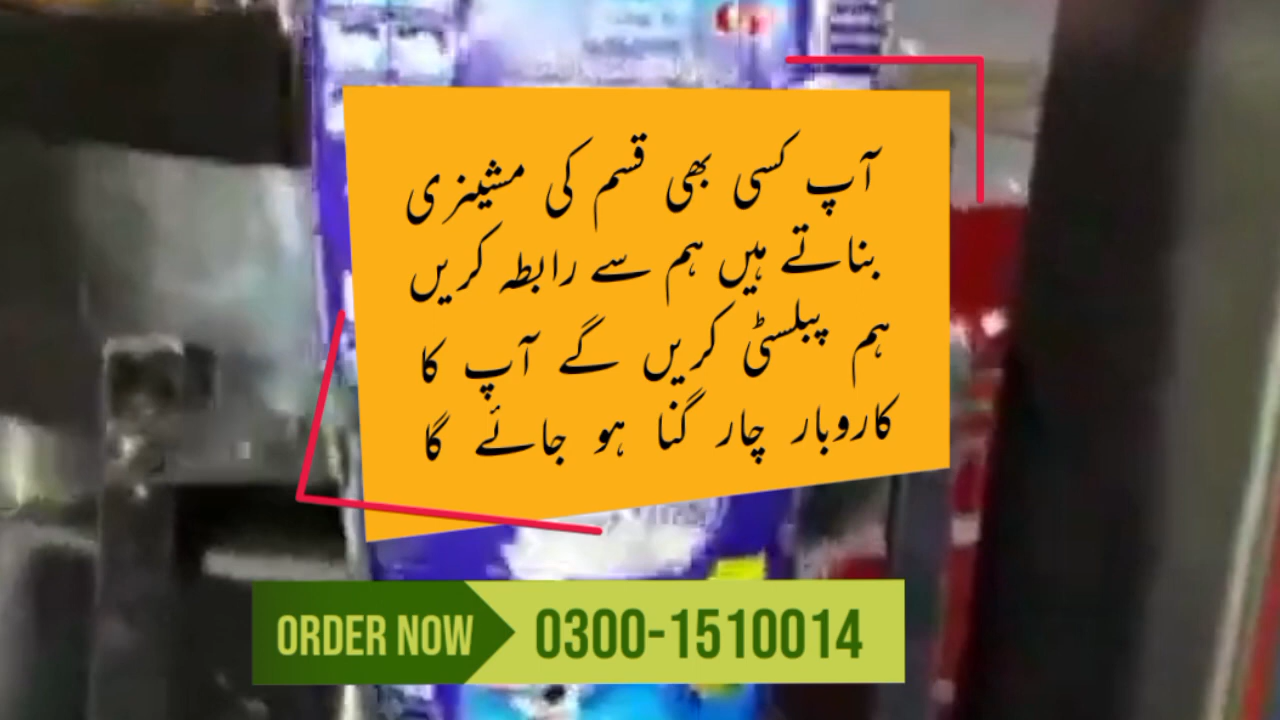 آپ کسی بھی قسم کی مشینری
بناتے ہیں ہم سے رابطہ کریں
ہم پبلسٹی کریں گے آپ کا
کاروبار چار گنا ہو جائے گا
ORDER NOW 0300-1510014